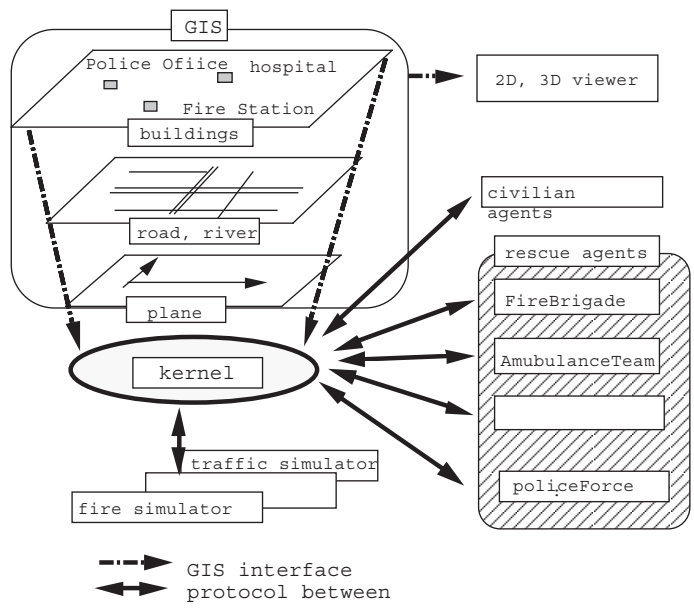 GIS
Police Ofiice
hospital
Fire Station
buildings
road, river
plane
2D, 3D viewer
civilian
agents
rescue agents
FireBrigade
AmubulanceTeam
policeForce
kernel
traffic simulator
fire simulator
GIS interface
protocol between